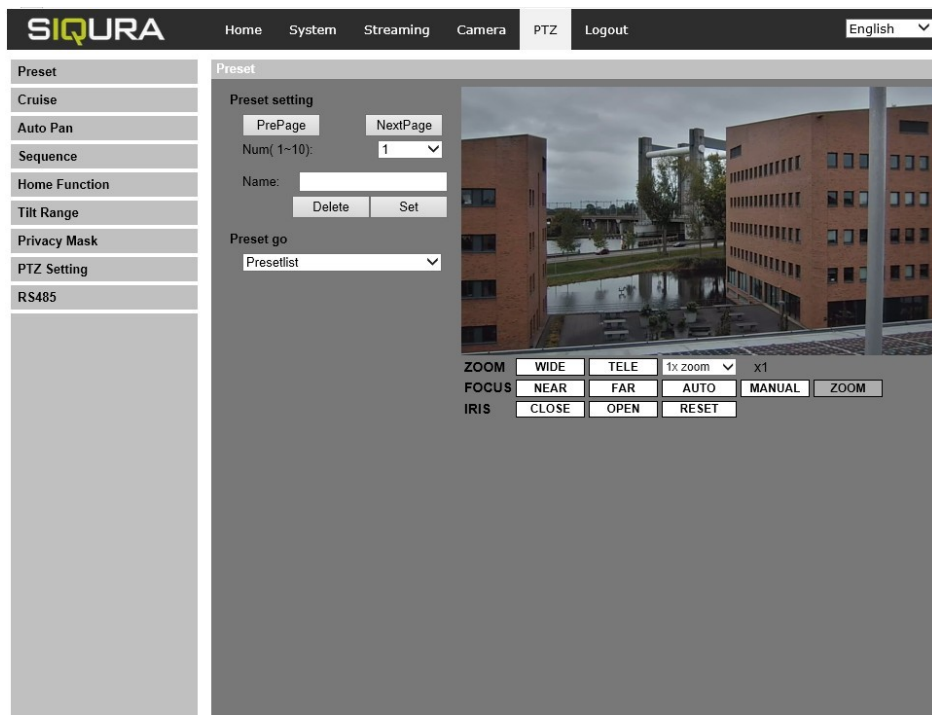 SIQURA Home System Streaming Camera PTZ Logout English
Preset
Cruise
Auto Pan
Sequence
Home Function
Tilt Range
Privacy Mask
PTZ Setting
RS485
Preset
Preset setting
PrePage NextPage
Num( 1~10): 1
Name:
Delete Set
Preset go
Presetlist
ZOOM WIDE TELE 1x zoom x1
FOCUS NEAR FAR AUTO MANUAL ZOOM
IRIS CLOSE OPEN RESET